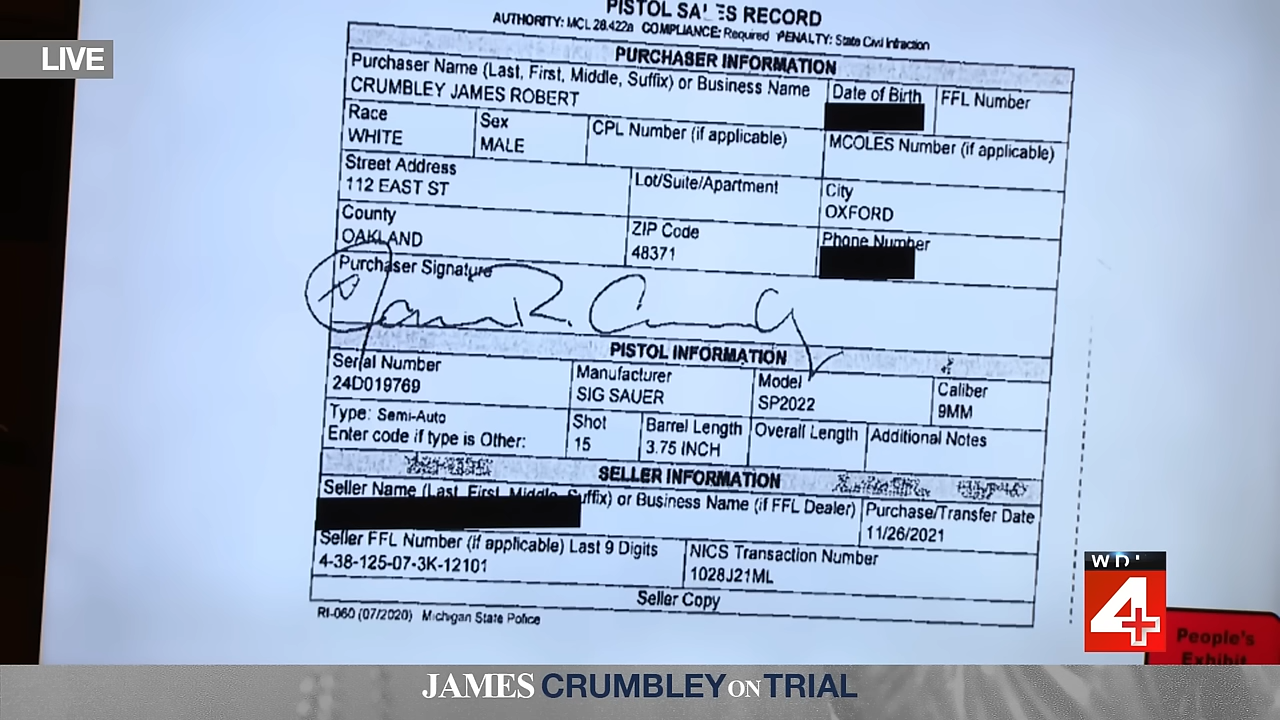 PISTOL SALES RECORD
AUTHORITY: MCL 28.422a COMPLIANCE: Required PENALTY: State Civil Infraction
LIVE
PURCHASER INFORMATION
Purchaser Name (Last, First, Middle, Suffix) or Business Name
Date of Birth
FFL Number
CRUMBLEY JAMES ROBERT
Race
Sex
CPL Number (if applicable)
MCOLES Number (if applicable)
WHITE
MALE
Street Address
Lot/Suite/Apartment
City
112 EAST ST
OXFORD
County
ZIP Code
Phone Number
OAKLAND
48371
Purchaser Signature
PISTOL INFORMATION
Serial Number
Manufacturer
Model
Caliber
24D019769
SIG SAUER
SP2022
9MM
Type: Semi-Auto
Shot
Barrel Length
Overall Length
Additional Notes
Enter code if type is Other:
15
3.75 INCH
SELLER INFORMATION
Seller Name (Last, First, Middle, Suffix) or Business Name (if FFL Dealer)
Purchase/Transfer Date
11/26/2021
Seller FFL Number (if applicable) Last 9 Digits
NICS Transaction Number
4-38-125-07-3K-12101
1028J21ML
Seller Copy
RI-060 (07/2020) Michigan State Police
4
People's
Exhibit
JAMES CRUMBLEY ON TRIAL